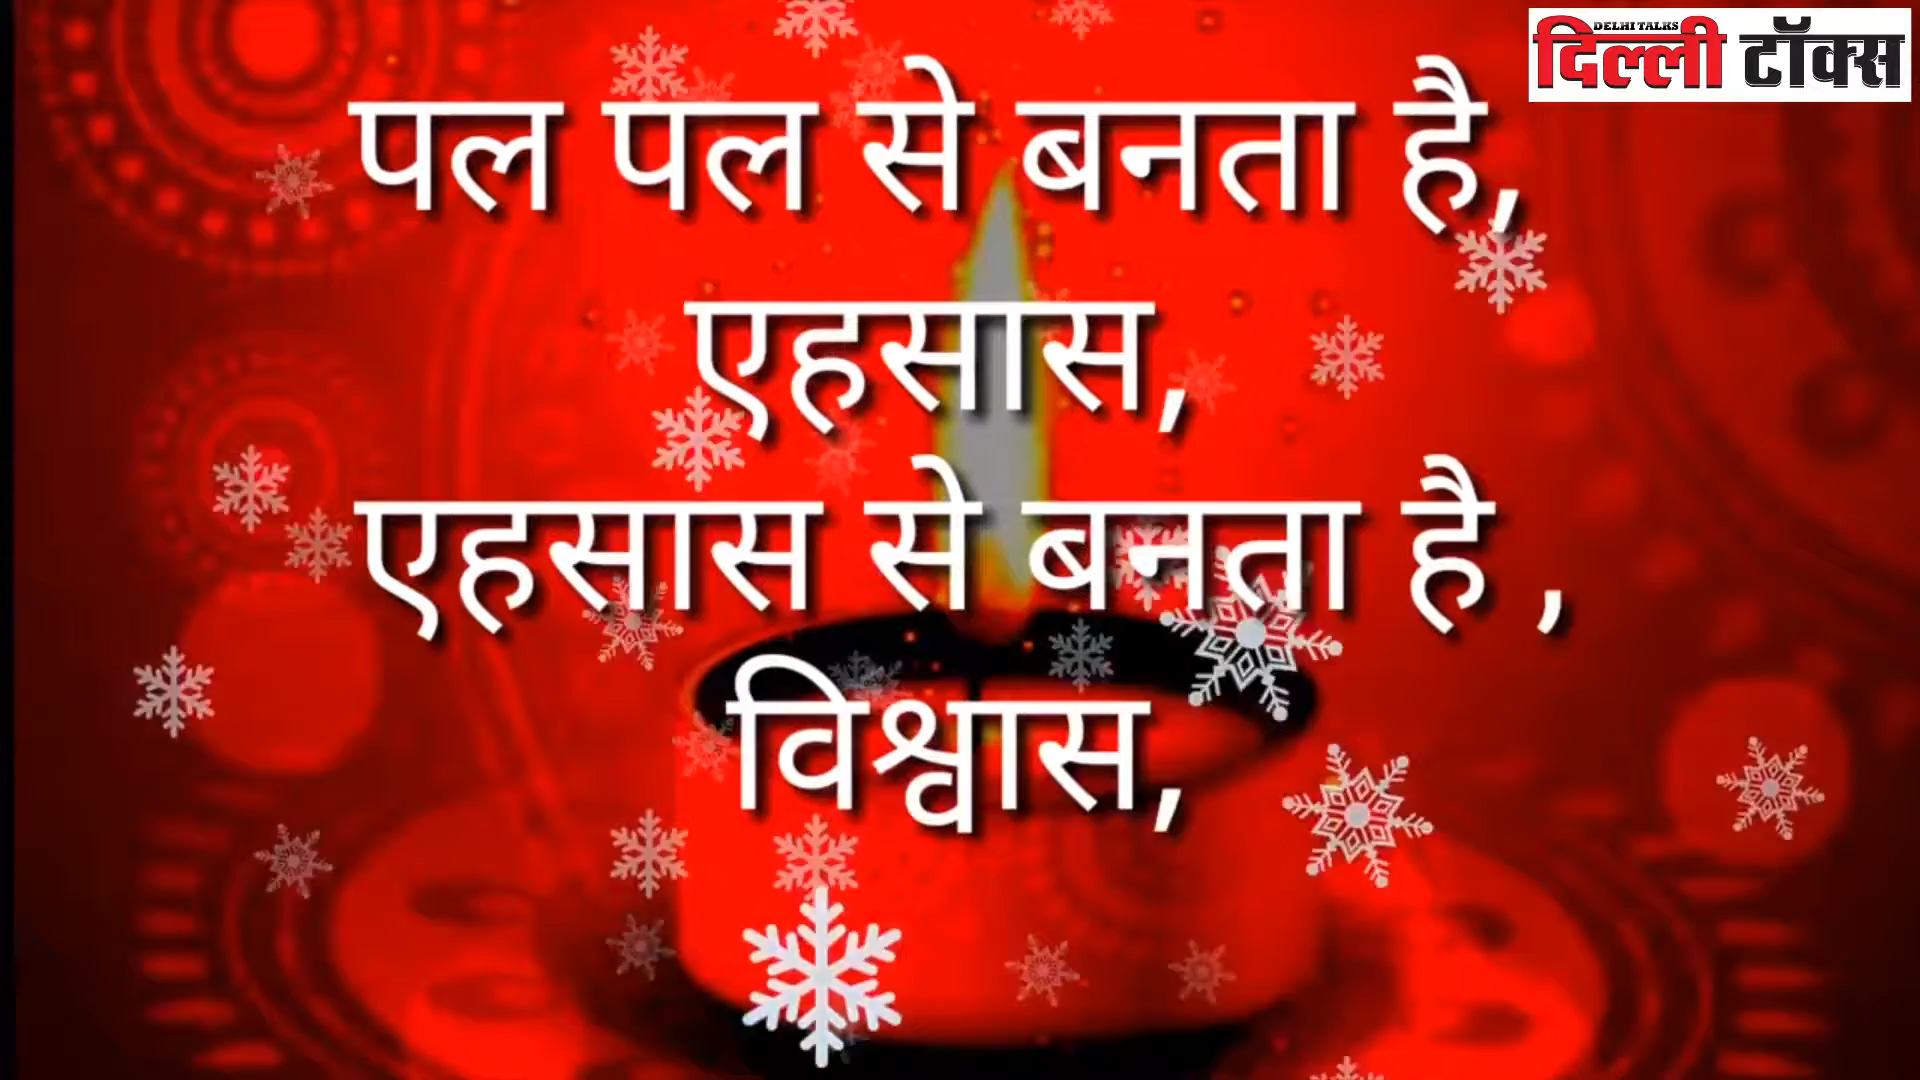 DELHI TALKS
दिल्ली टॉक्स
पल पल से बनता है,
एहसास,
एहसास से बनता है ,
विश्वास,